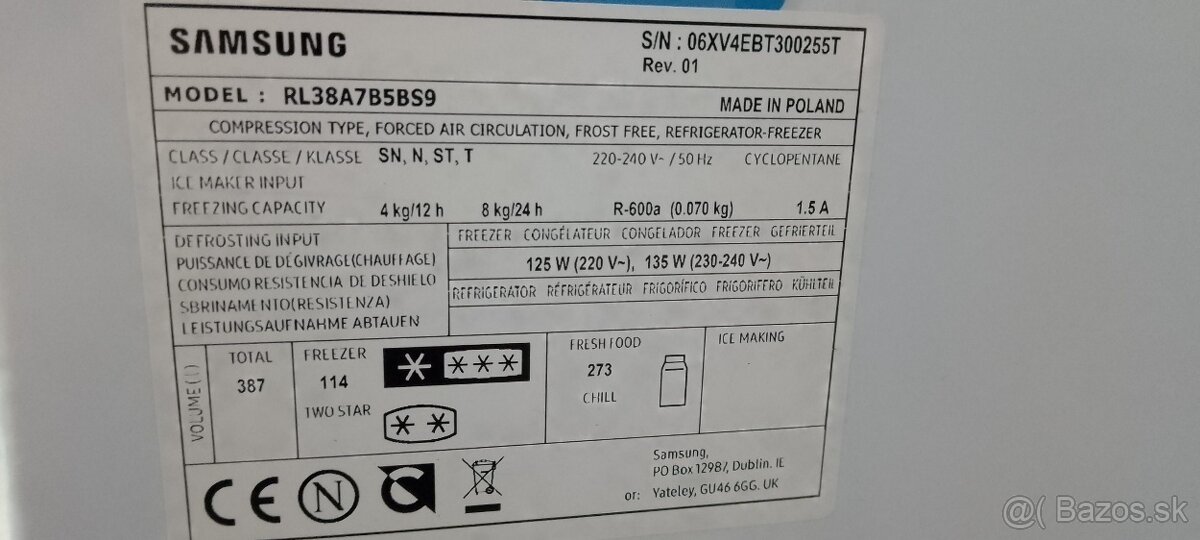 SAMSUNG
S/N : 06XV4EBT300255T
Rev. 01
MODEL : RL38A7B5BS9
MADE IN POLAND
COMPRESSION TYPE, FORCED AIR CIRCULATION, FROST FREE, REFRIGERATOR-FREEZER
CLASS / CLASSE / KLASSE SN, N, ST, T 220-240 V~ / 50 Hz CYCLOPENTANE
ICE MAKER INPUT
FREEZING CAPACITY 4 kg/12 h 8 kg/24 h R-600a (0.070 kg) 1.5 A
DEFROSTING INPUT
PUISSANCE DE DÉGIVRAGE(CHAUFFAGE)
CONSUMO RESISTENCIA DE DESHIELO
SBRINAMENTO(RESISTENZA)
LEISTUNGSAUFNAHME ABTAUEN
FREEZER CONGÉLATEUR CONGELADOR FREEZER GEFRIERTEIL
125 W (220 V~), 135 W (230-240 V~)
REFRIGERATOR RÉFRIGÉRATEUR FRIGORÍFICO FRIGORIFERO KÜHLTEIL
VOLUME ( l )
TOTAL
387
FREEZER
114
TWO STAR
FRESH FOOD
273
CHILL
ICE MAKING
CE
N
Samsung,
PO Box 12987, Dublin. IE
or: Yateley, GU46 6GG. UK
@( Bazos.sk